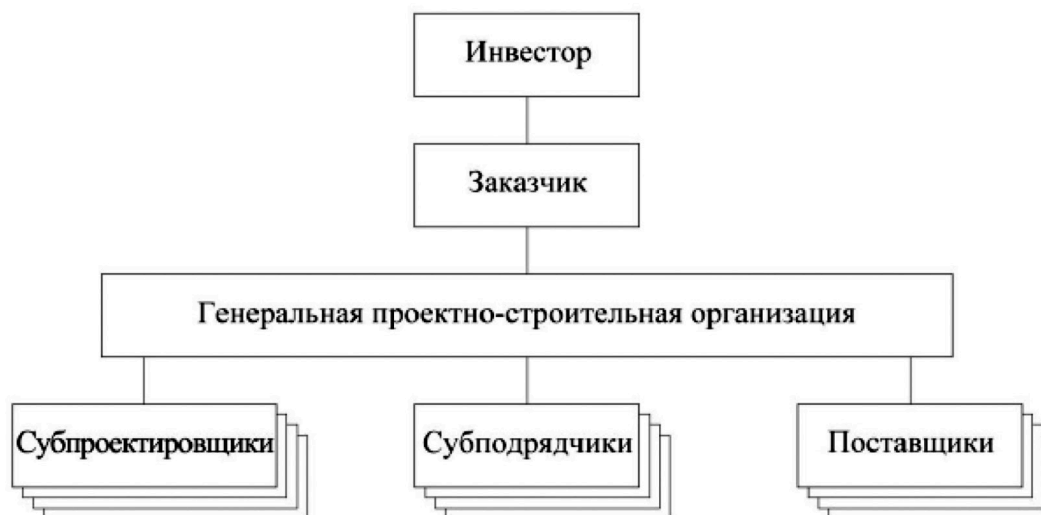 Инвестор
Заказчик
Генеральная проектно-строительная организация
Субпроектировщики
Субподрядчики
Поставщики